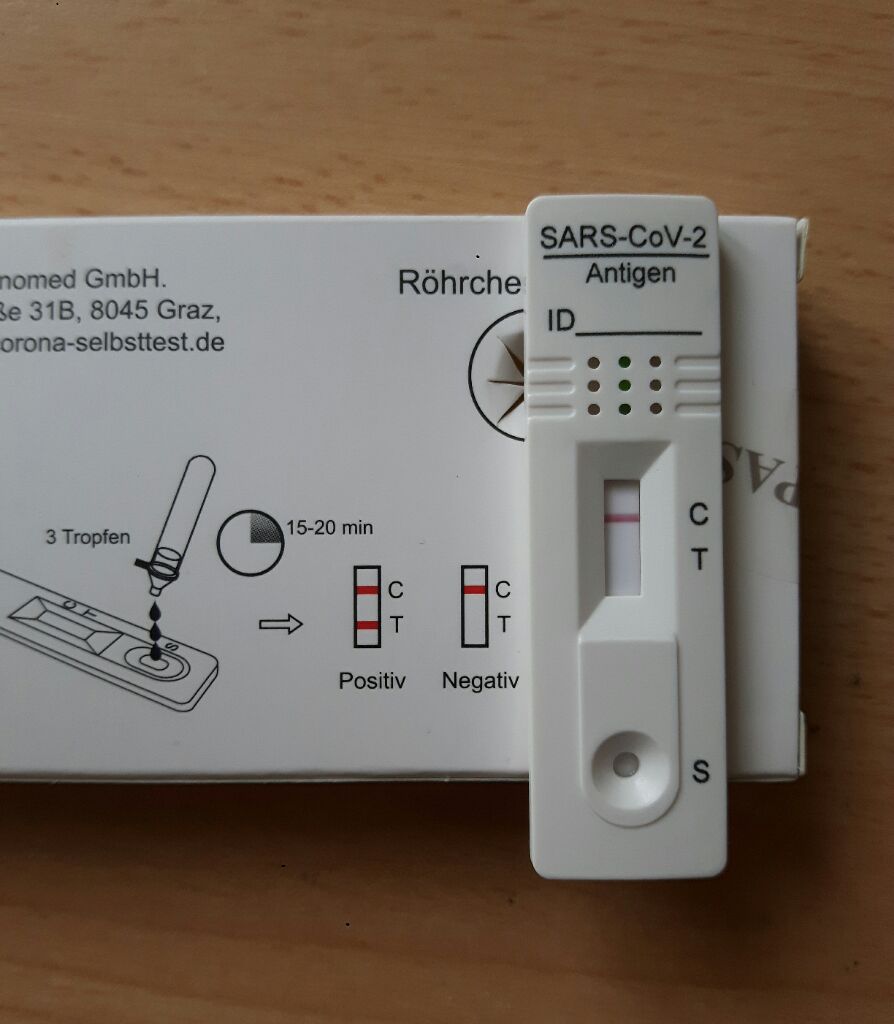 nomed GmbH.
ße 31B, 8045 Graz,
orona-selbsttest.de
Röhrche
3 Tropfen
15-20 min
C T
S
C
T
Positiv
C
T
Negativ
SARS-CoV-2
Antigen
ID
C
T
S
PAS